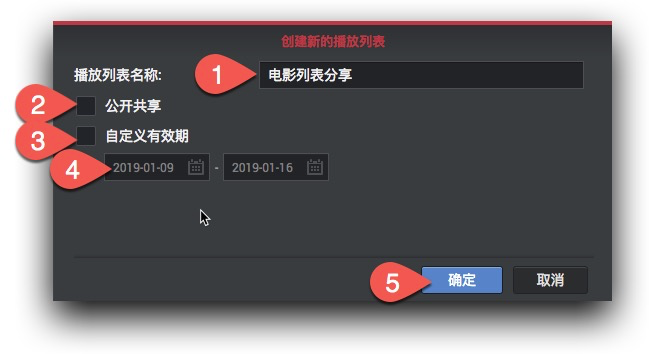 创建新的播放列表
播放列表名称: 1 电影列表分享
2 公开共享
3 自定义有效期
4 2019-01-09 - 2019-01-16
5 确定 取消